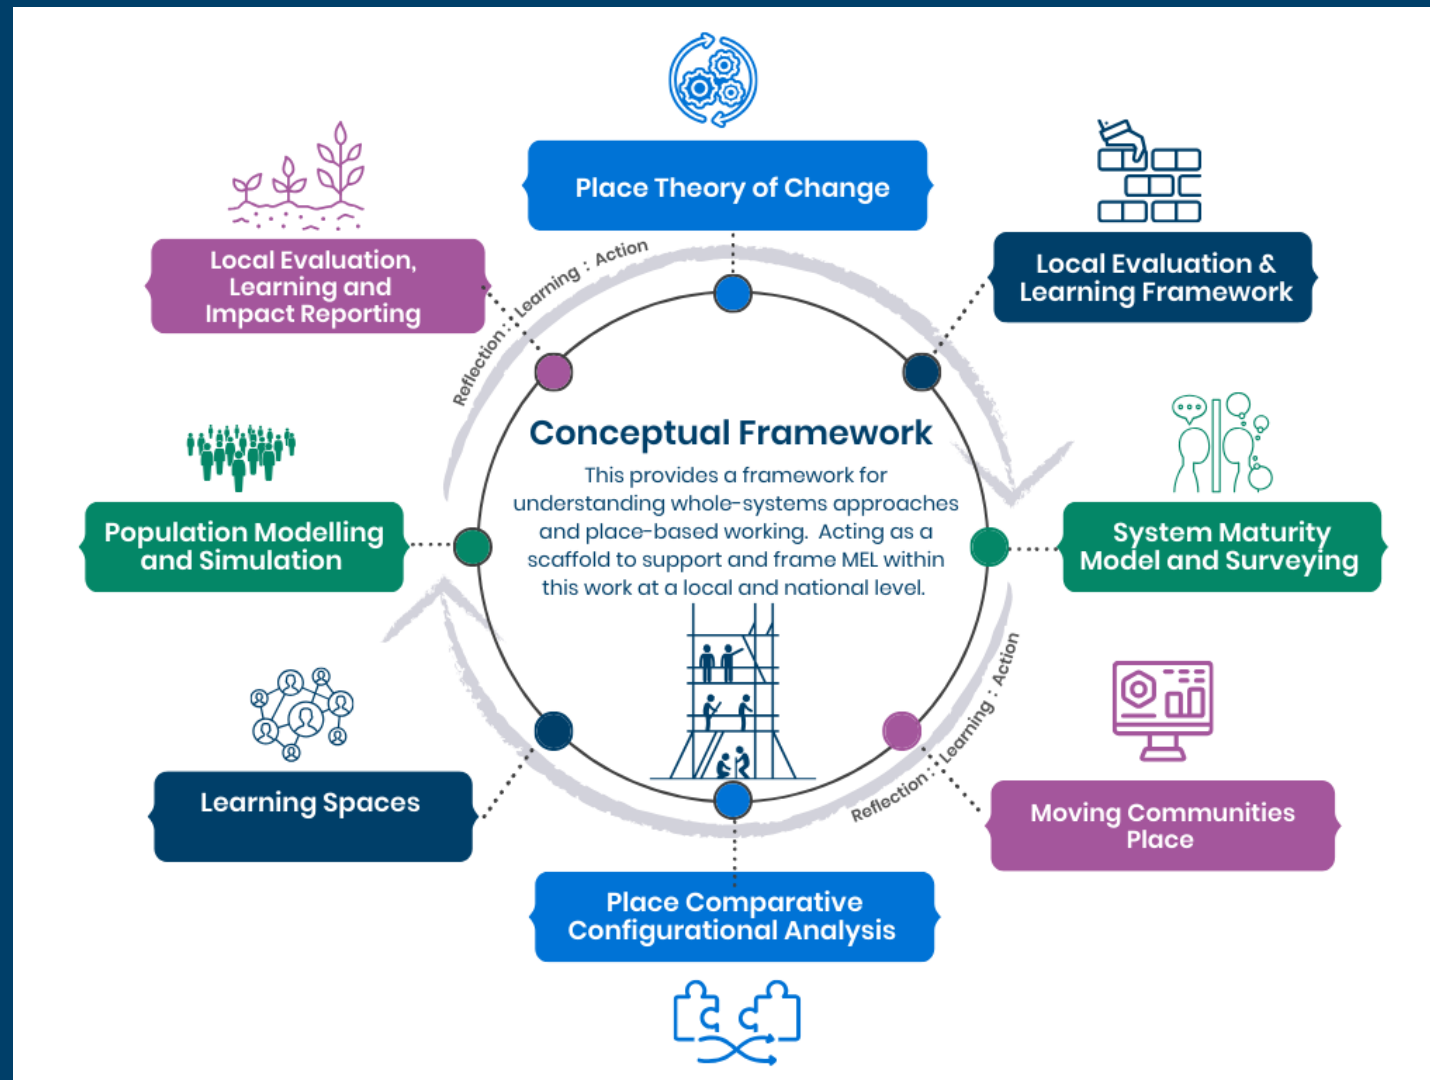 Place Theory of Change
Local Evaluation &
Learning Framework
System Maturity
Model and Surveying
Moving Communities
Place
Place Comparative
Configurational Analysis
Learning Spaces
Population Modelling
and Simulation
Local Evaluation,
Learning and
Impact Reporting
Reflection : Learning : Action
Conceptual Framework
This provides a framework for
understanding whole-systems approaches
and place-based working. Acting as a
scaffold to support and frame MEL within
this work at a local and national level.
Reflection : Learning : Action